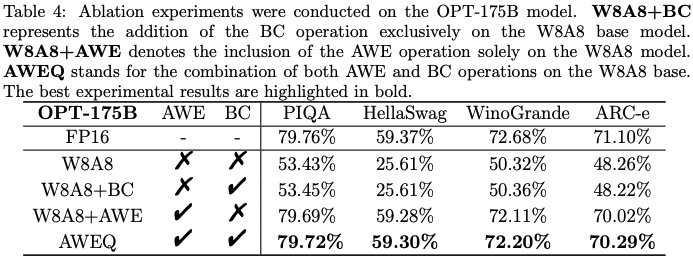 Table 4: Ablation experiments were conducted on the OPT-175B model. W8A8+BC
represents the addition of the BC operation exclusively on the W8A8 base model.
W8A8+AWE denotes the inclusion of the AWE operation solely on the W8A8 model.
AWEQ stands for the combination of both AWE and BC operations on the W8A8 base.
The best experimental results are highlighted in bold.
OPT-175B AWE BC PIQA HellaSwag WinoGrande ARC-e
FP16 - - 79.76% 59.37% 72.68% 71.10%
W8A8 ✗ ✗ 53.43% 25.61% 50.32% 48.26%
W8A8+BC ✗ ✓ 53.45% 25.61% 50.36% 48.22%
W8A8+AWE ✓ ✗ 79.69% 59.28% 72.11% 70.02%
AWEQ ✓ ✓ 79.72% 59.30% 72.20% 70.29%